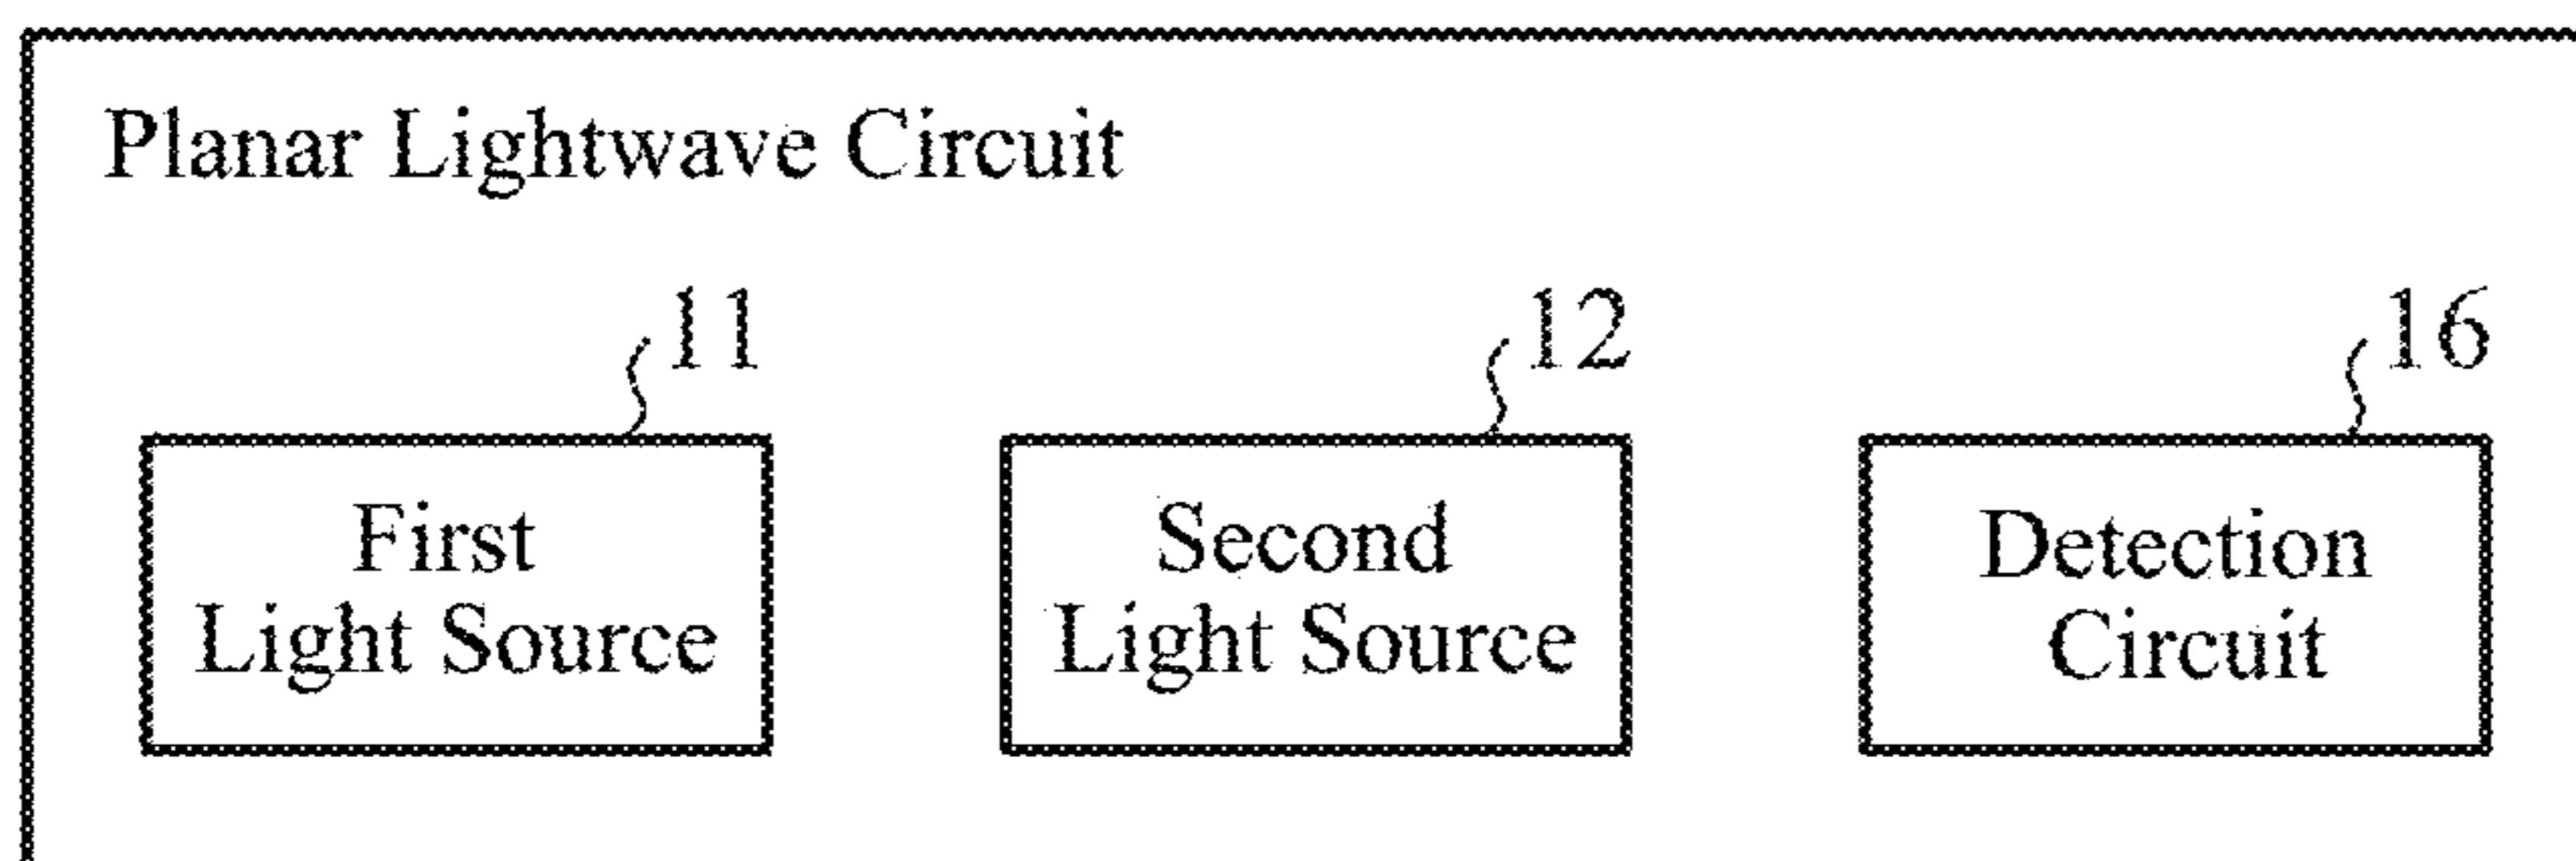 Planar Lightwave Circuit
11
12
16
First
Light Source
Second
Light Source
Detection
Circuit